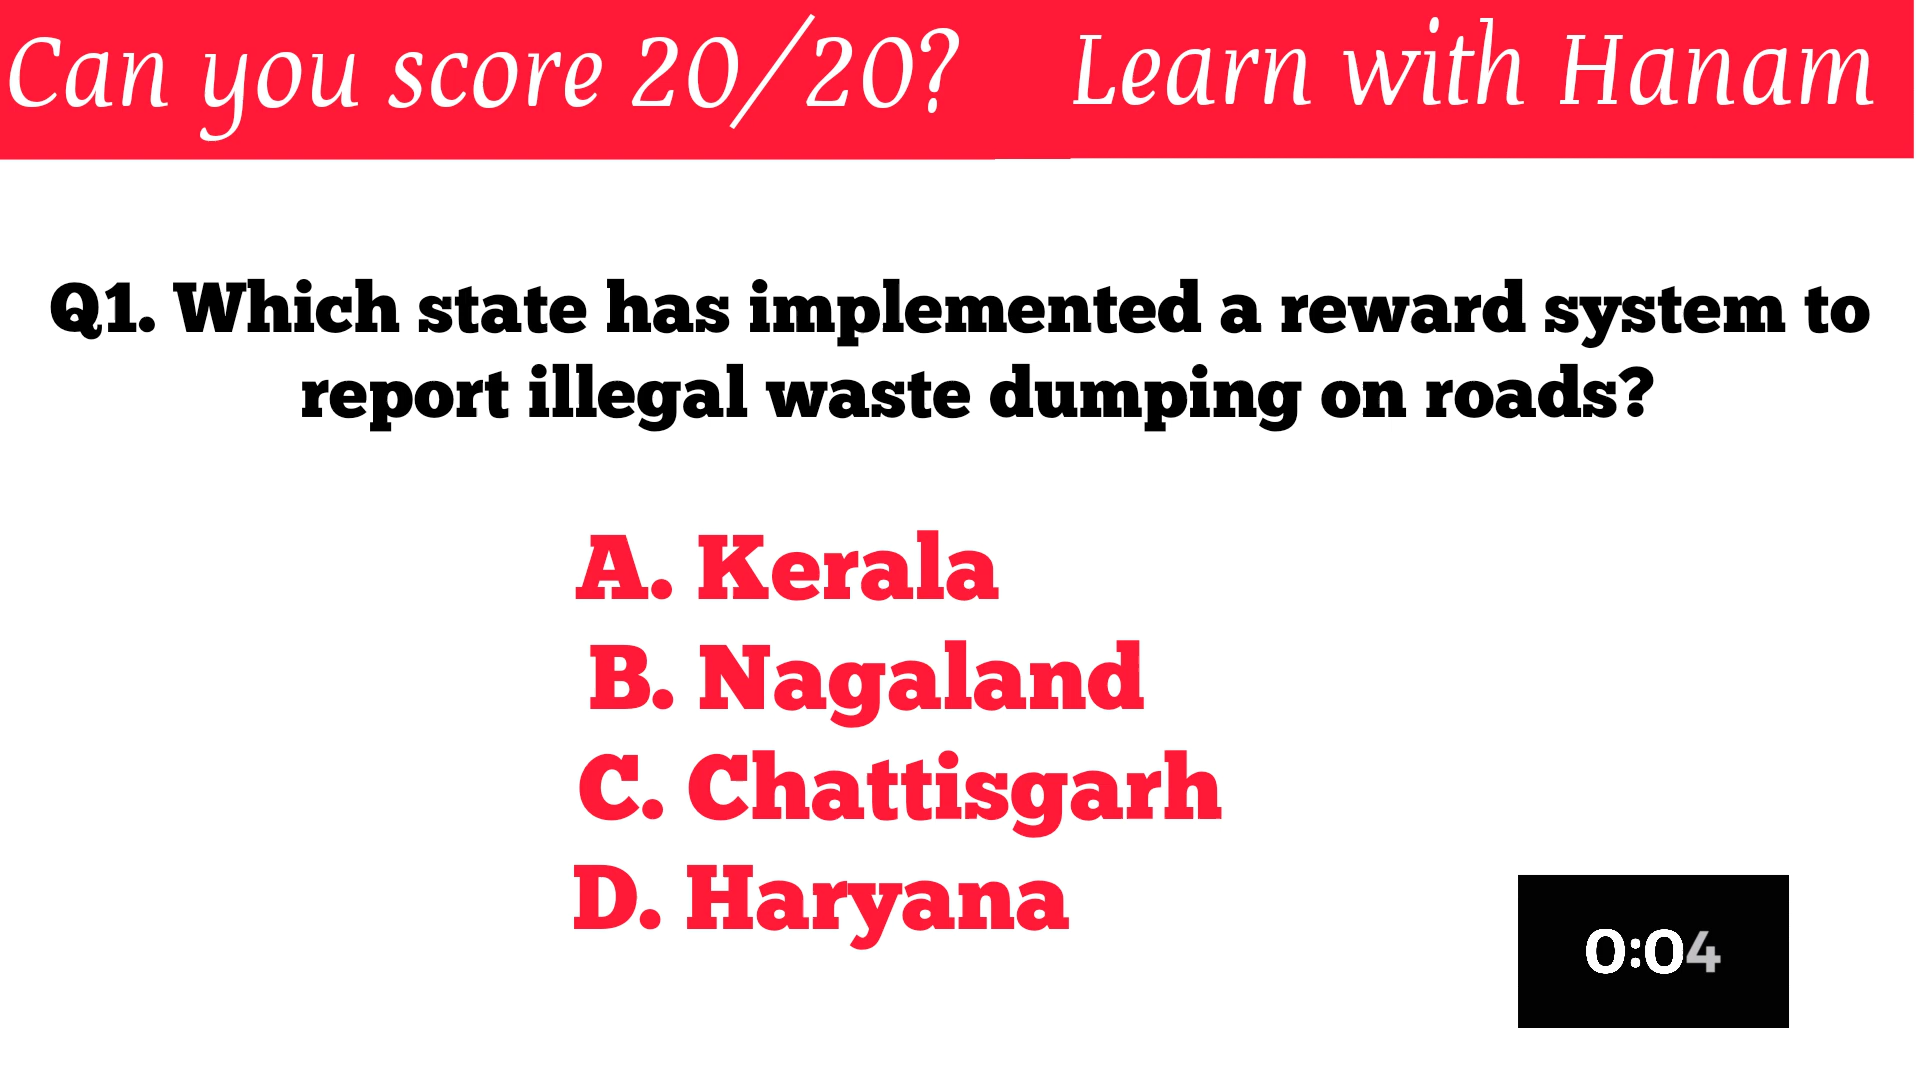 Can you score 20/20? Learn with Hanam
Q1. Which state has implemented a reward system to
report illegal waste dumping on roads?
A. Kerala
B. Nagaland
C. Chattisgarh
D. Haryana
0:04